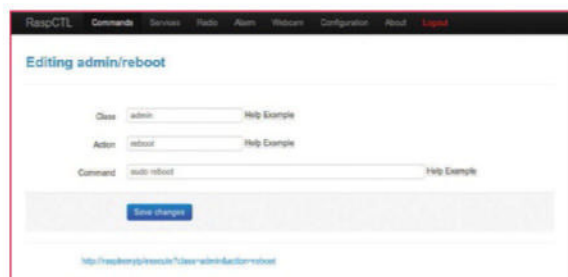 RaspCTL Commands Services Radio Alarm Webcam Configuration About Logout
Editing admin/reboot
Class admin Help Example
Action reboot Help Example
Command sudo reboot Help Example
Save changes
http://raspberryip/execute?class=admin&action=reboot